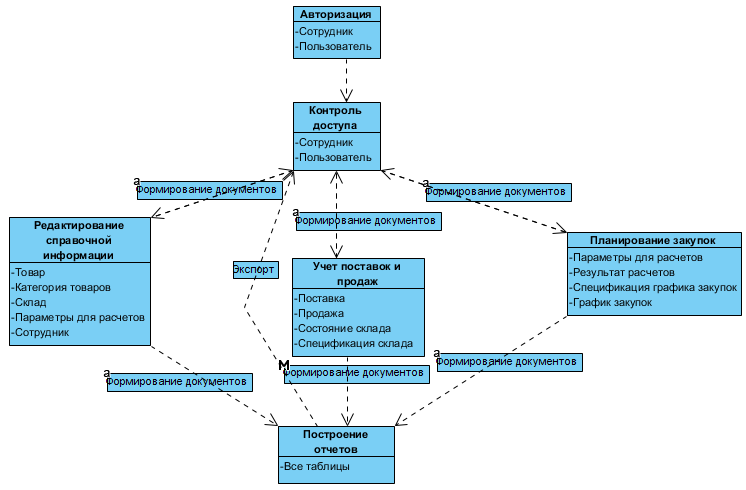 Авторизация
-Сотрудник
-Пользователь
Контроль
доступа
-Сотрудник
-Пользователь
а
Формирование документов
а
Формирование документов
а
Формирование документов
Редактирование
справочной
информации
-Товар
-Категория товаров
-Склад
-Параметры для расчетов
-Сотрудник
Экспорт
Учет поставок и
продаж
-Поставка
-Продажа
-Состояние склада
-Спецификация склада
Планирование закупок
-Параметры для расчетов
-Результат расчетов
-Спецификация графика закупок
-График закупок
а
Формирование документов
м
Формирование документов
а
Формирование документов
Построение
отчетов
-Все таблицы